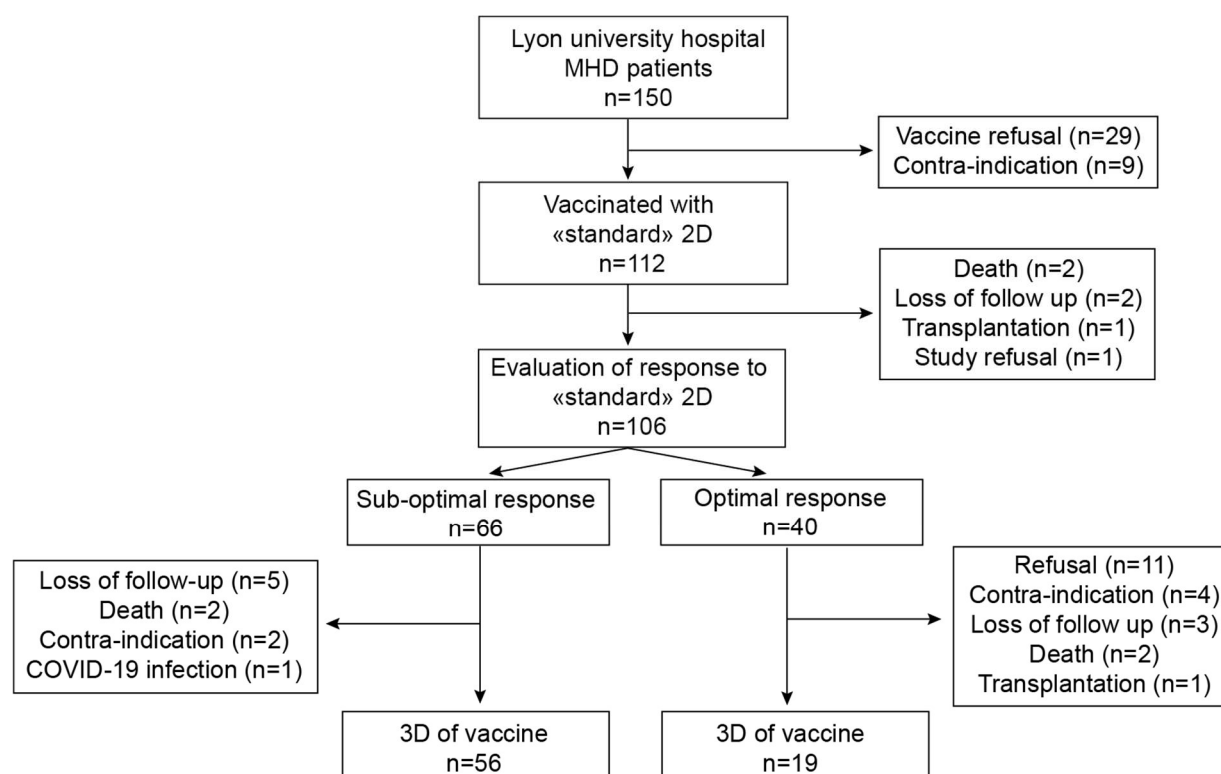 Lyon university hospital
MHD patients
n=150
Vaccine refusal (n=29)
Contra-indication (n=9)
Vaccinated with
«standard» 2D
n=112
Death (n=2)
Loss of follow up (n=2)
Transplantation (n=1)
Study refusal (n=1)
Evaluation of response to
«standard» 2D
n=106
Sub-optimal response
n=66
Optimal response
n=40
Loss of follow-up (n=5)
Death (n=2)
Contra-indication (n=2)
COVID-19 infection (n=1)
Refusal (n=11)
Contra-indication (n=4)
Loss of follow up (n=3)
Death (n=2)
Transplantation (n=1)
3D of vaccine
n=56
3D of vaccine
n=19